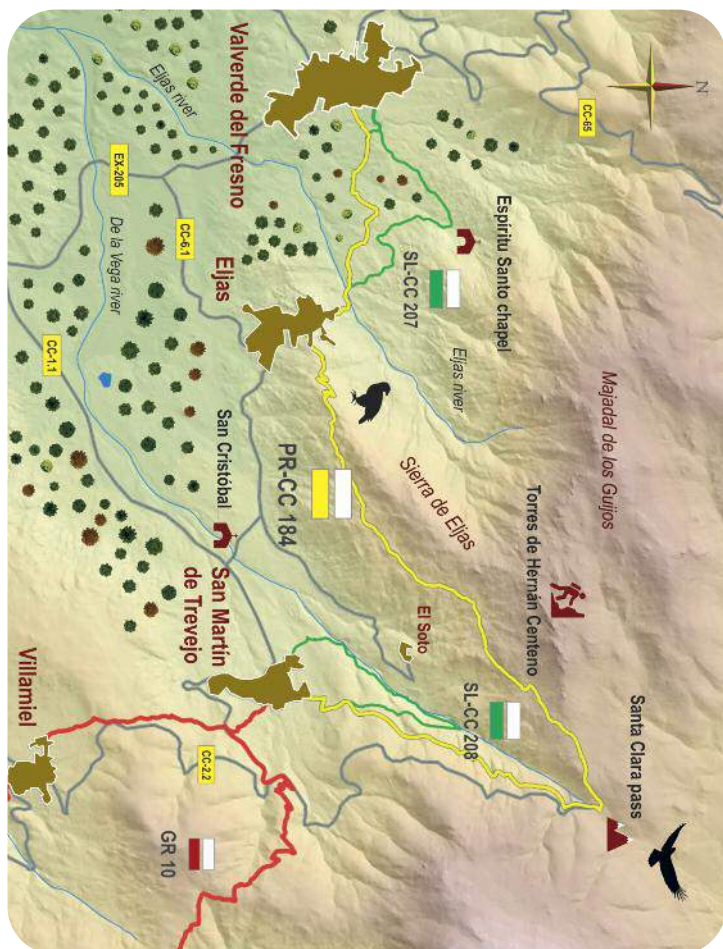 N
CC-65
Santa Clara pass
Majadal de los Guijos
Torres de Hernán Centeno
Espíritu Santo chapel
SL-CC 208
Eljas river
Sierra de Eljas
El Soto
SL-CC 207
PR-CC 184
Valverde del Fresno
Eljas
San Cristóbal
San Martín
de Trevejo
CC-2.2
CC-6.1
Eljas river
GR 10
EX-205
De la Vega river
CC-1.1
Villamiel